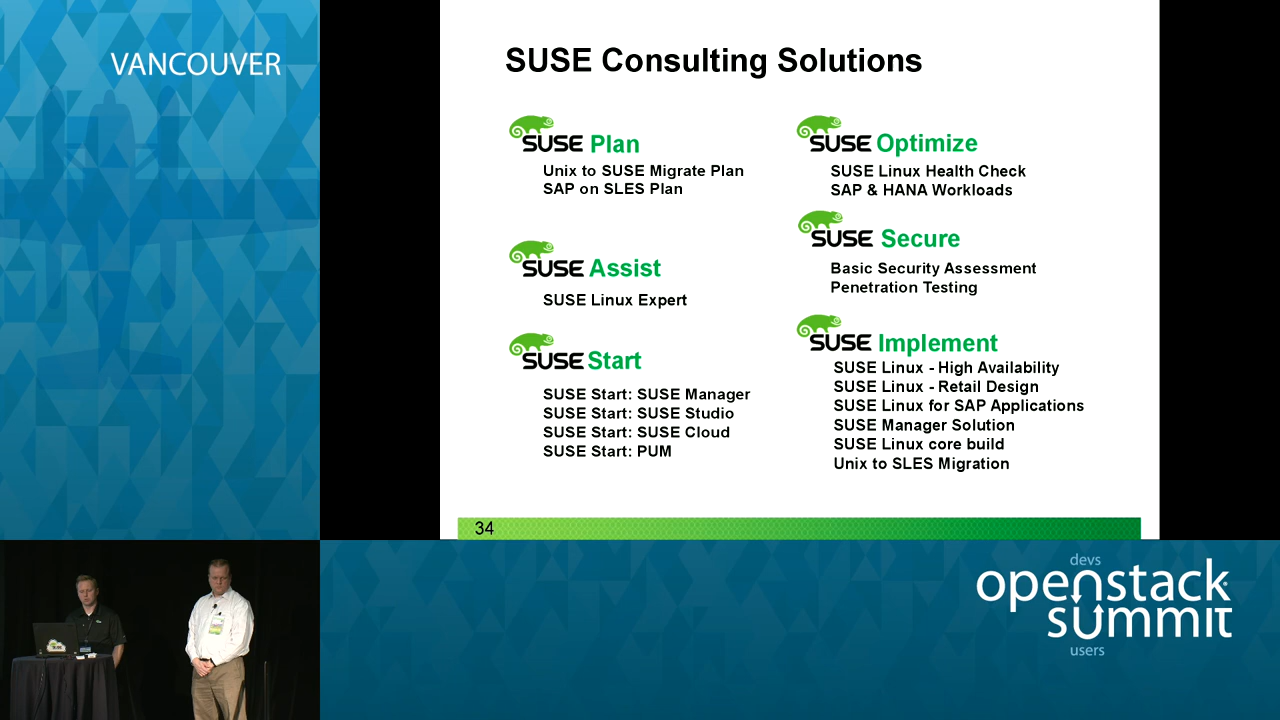 VANCOUVER
SUSE Consulting Solutions
SUSE Plan
Unix to SUSE Migrate Plan
SAP on SLES Plan
SUSE Assist
SUSE Linux Expert
SUSE Start
SUSE Start: SUSE Manager
SUSE Start: SUSE Studio
SUSE Start: SUSE Cloud
SUSE Start: PUM
SUSE Optimize
SUSE Linux Health Check
SAP & HANA Workloads
SUSE Secure
Basic Security Assessment
Penetration Testing
SUSE Implement
SUSE Linux - High Availability
SUSE Linux - Retail Design
SUSE Linux for SAP Applications
SUSE Manager Solution
SUSE Linux core build
Unix to SLES Migration
34
SUSE
devs
openstack
summit
users